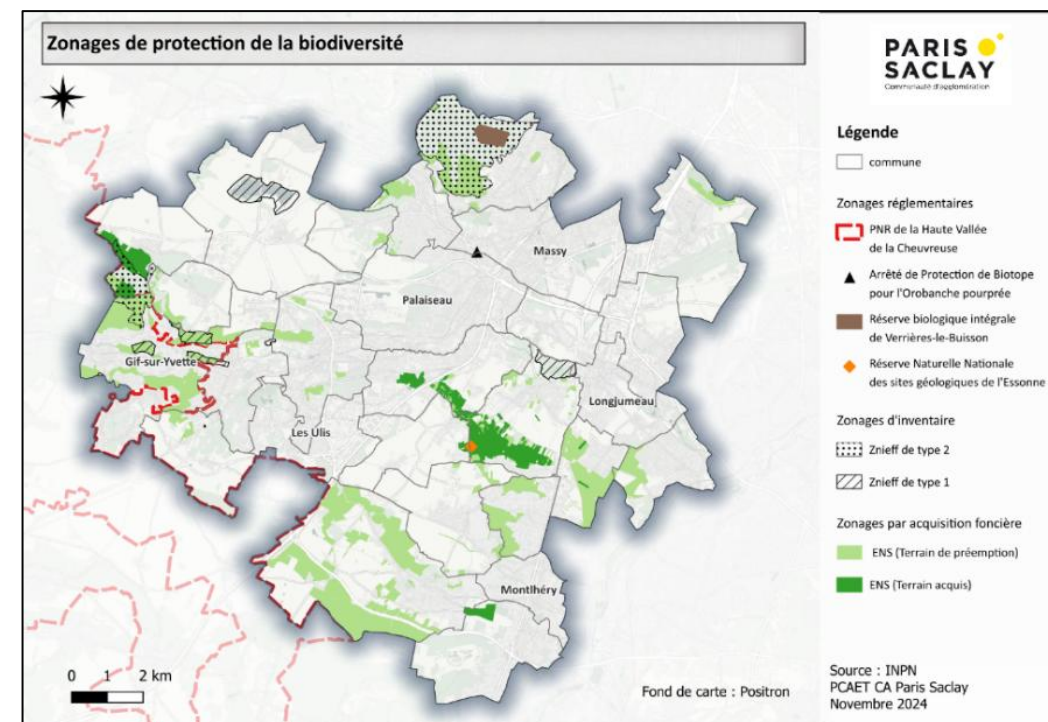 Zonages de protection de la biodiversité
PARIS
SACLAY
Communauté d'agglomération
Légende
commune
Zonages réglementaires
PNR de la Haute Vallée
de la Cheuvreuse
Arrêté de Protection de Biotope
pour l'Orobanche pourprée
Réserve biologique intégrale
de Verrières-le-Buisson
Réserve Naturelle Nationale
des sites géologiques de l'Essonne
Zonages d'inventaire
Znieff de type 2
Znieff de type 1
Zonages par acquisition foncière
ENS (Terrain de préemption)
ENS (Terrain acquis)
Massy
Palaiseau
Gif-sur-Yvette
Longjumeau
Les Ulis
Montlhéry
0 1 2 km
Fond de carte : Positron
Source : INPN
PCAET CA Paris Saclay
Novembre 2024